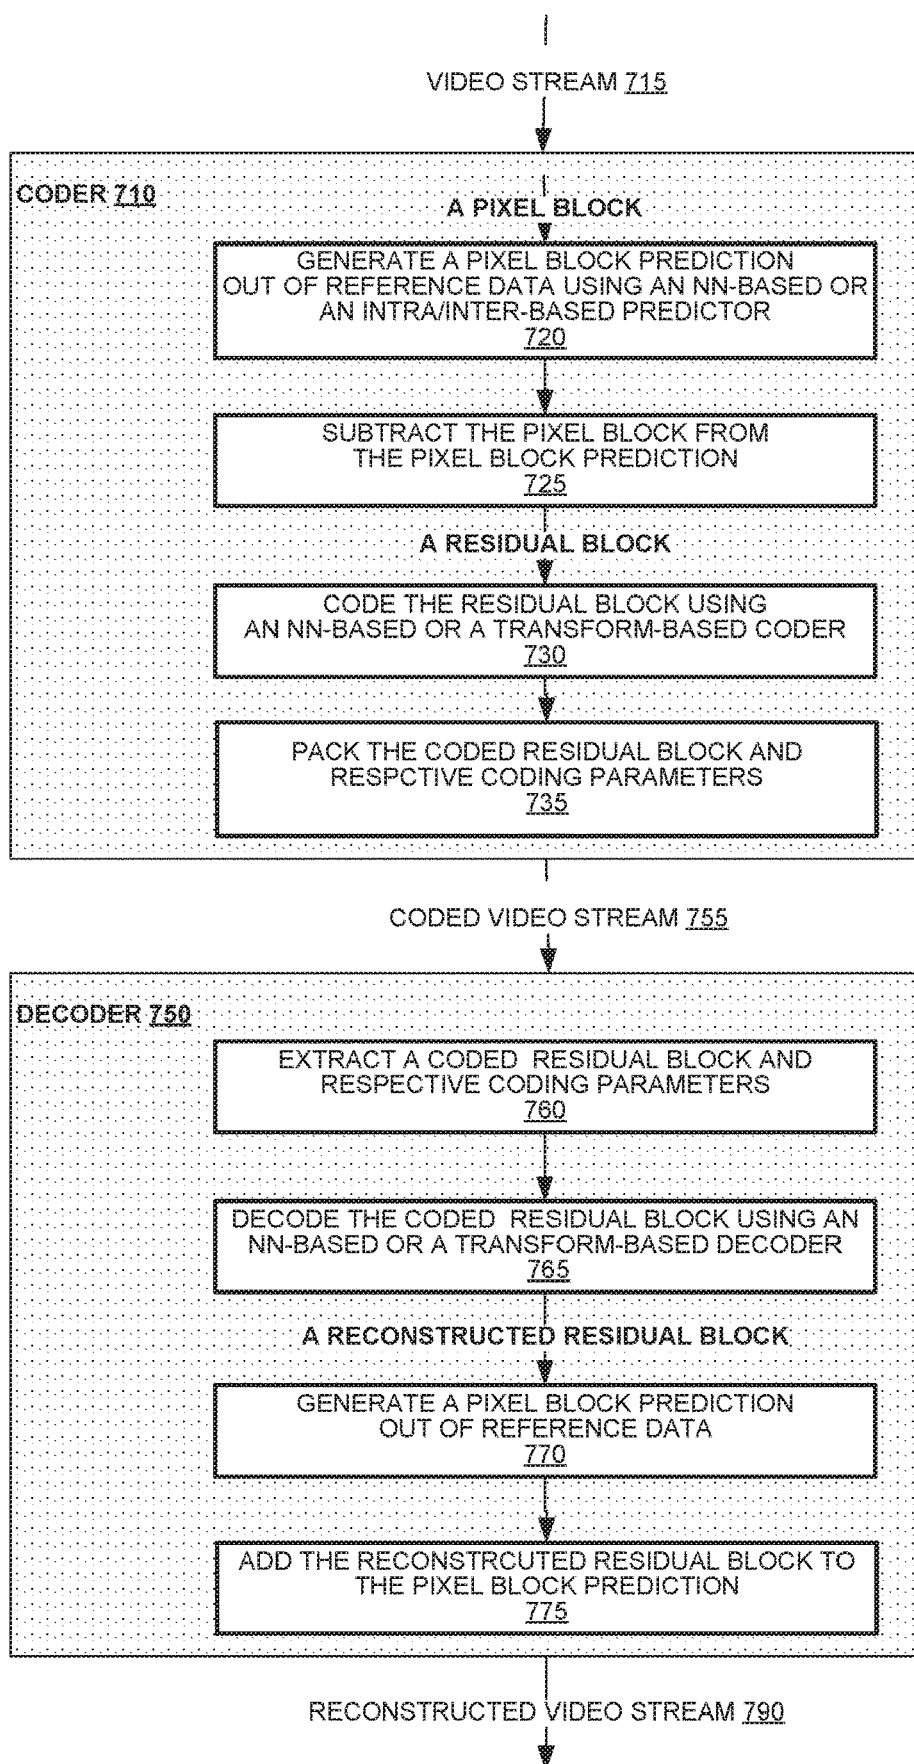 VIDEO STREAM 715
CODER 710
A PIXEL BLOCK
GENERATE A PIXEL BLOCK PREDICTION
OUT OF REFERENCE DATA USING AN NN-BASED OR
AN INTRA/INTER-BASED PREDICTOR
720
SUBTRACT THE PIXEL BLOCK FROM
THE PIXEL BLOCK PREDICTION
725
A RESIDUAL BLOCK
CODE THE RESIDUAL BLOCK USING
AN NN-BASED OR A TRANSFORM-BASED CODER
730
PACK THE CODED RESIDUAL BLOCK AND
RESPCTIVE CODING PARAMETERS
735
CODED VIDEO STREAM 755
DECODER 750
EXTRACT A CODED RESIDUAL BLOCK AND
RESPECTIVE CODING PARAMETERS
760
DECODE THE CODED RESIDUAL BLOCK USING AN
NN-BASED OR A TRANSFORM-BASED DECODER
765
A RECONSTRUCTED RESIDUAL BLOCK
GENERATE A PIXEL BLOCK PREDICTION
OUT OF REFERENCE DATA
770
ADD THE RECONSTRCUTED RESIDUAL BLOCK TO
THE PIXEL BLOCK PREDICTION
775
RECONSTRUCTED VIDEO STREAM 790